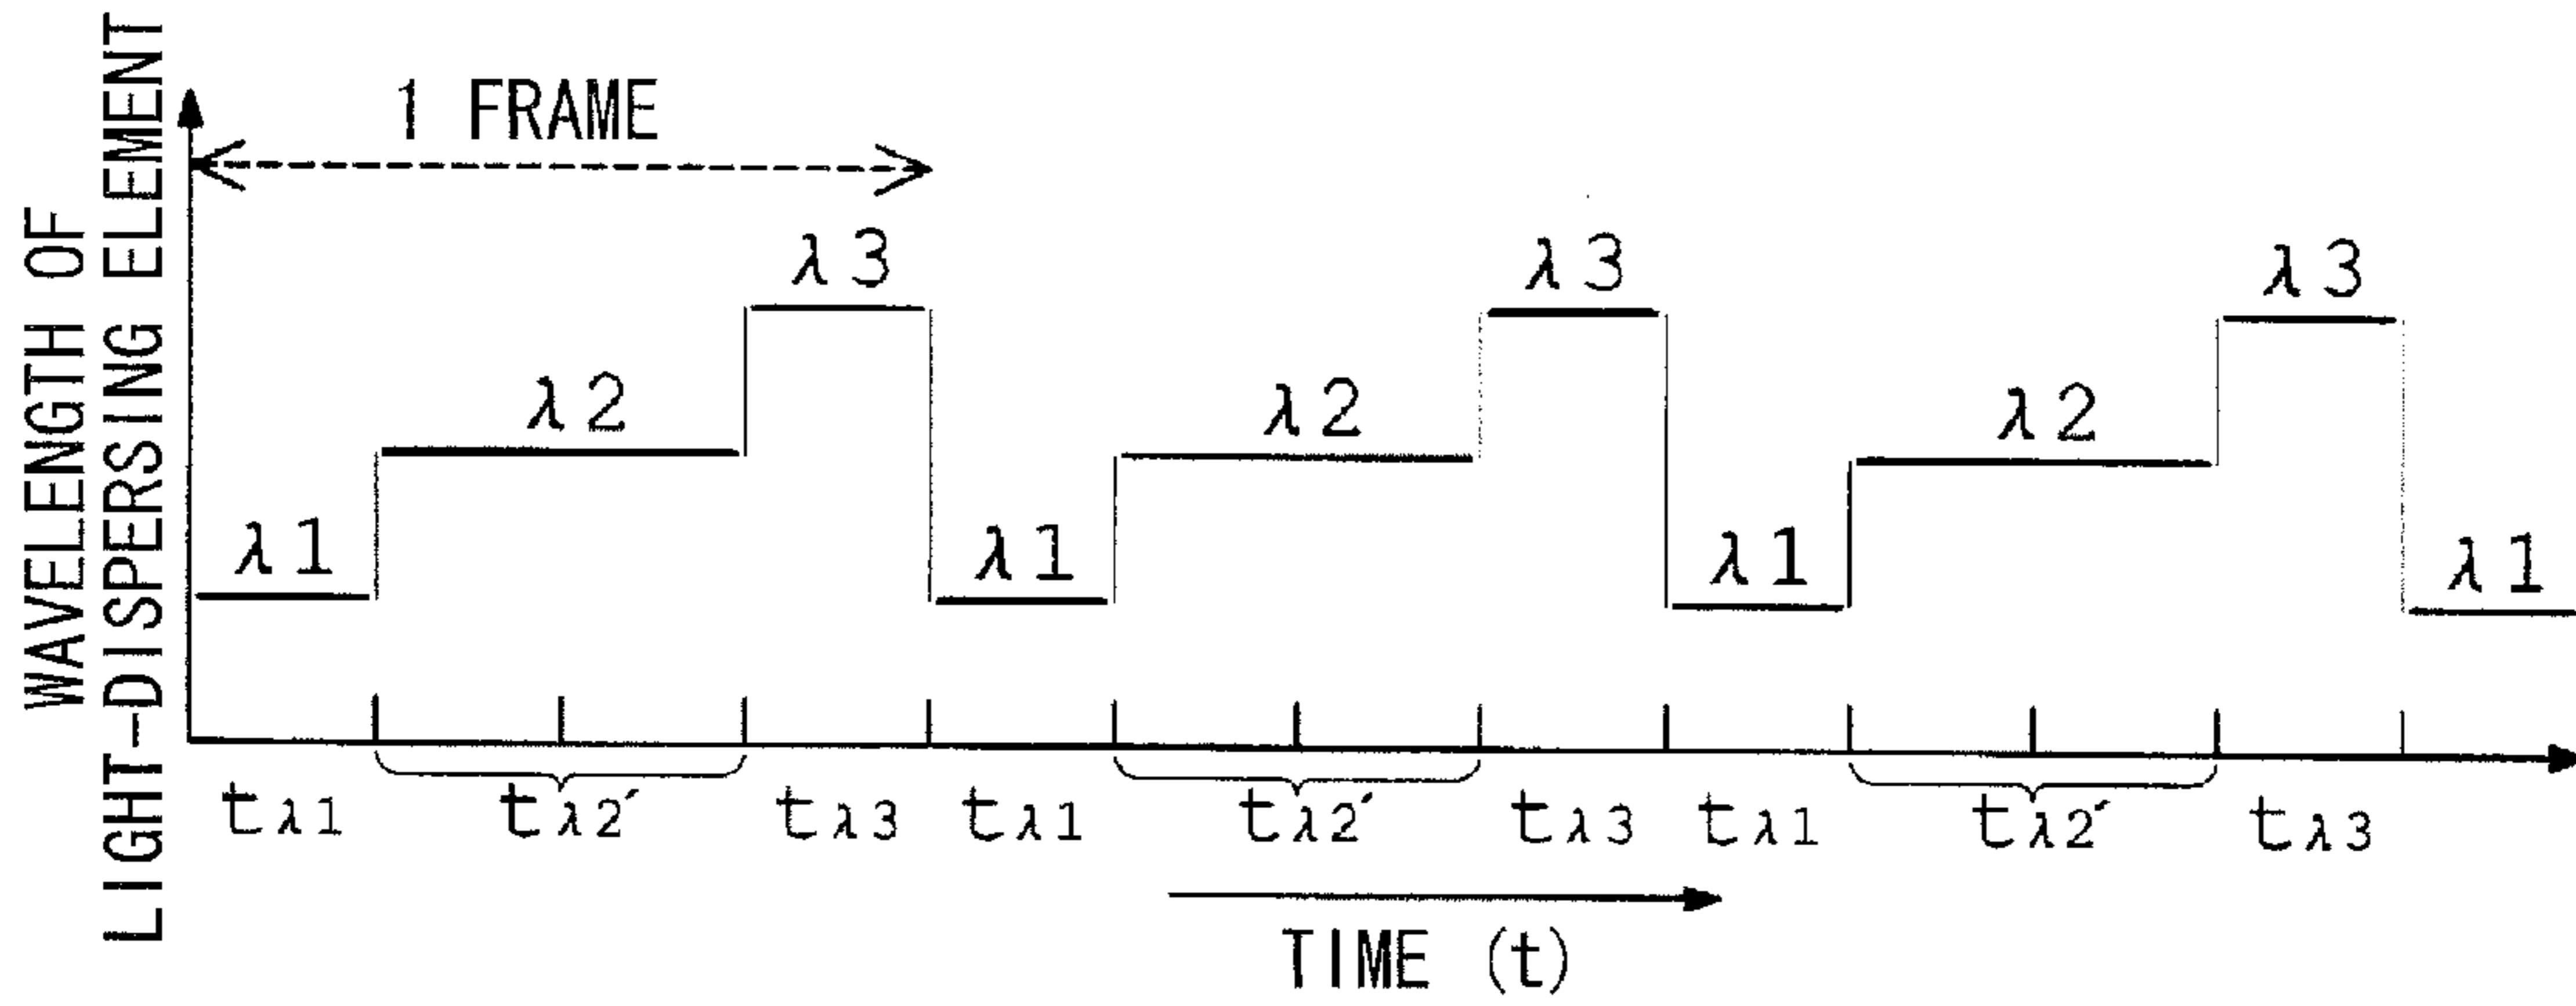 WAVELENGTH OF
LIGHT-DISPERSING ELEMENT
1 FRAME
λ3 λ3 λ3
λ2 λ2 λ2
λ1 λ1 λ1 λ1
tλ1 tλ2′ tλ3 tλ1 tλ2′ tλ3 tλ1 tλ2′ tλ3
TIME (t)